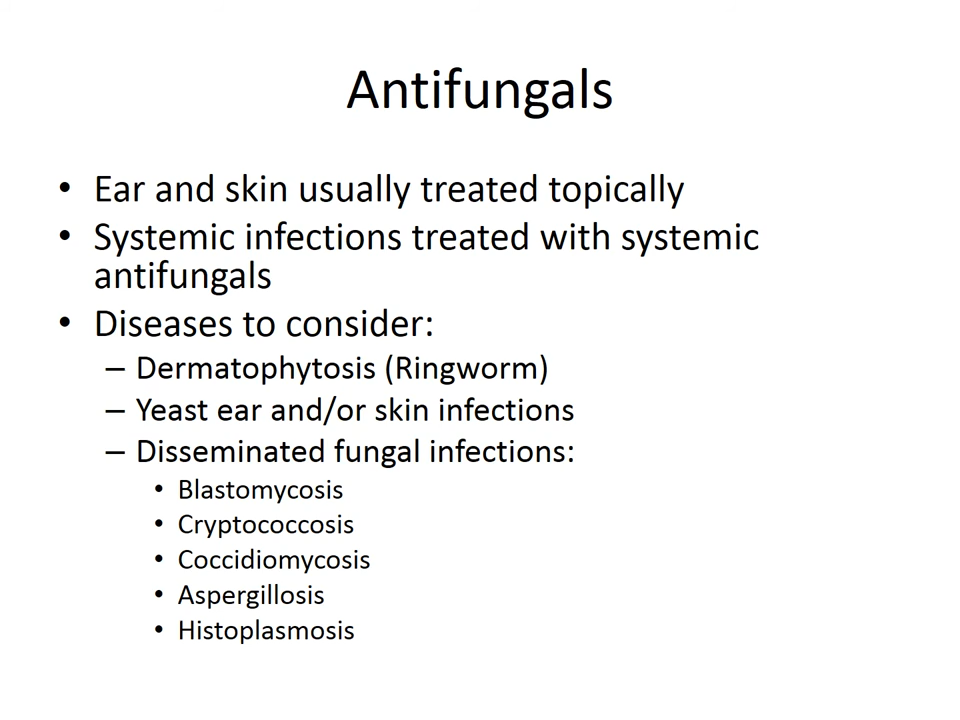 Antifungals
• Ear and skin usually treated topically
• Systemic infections treated with systemic
antifungals
• Diseases to consider:
– Dermatophytosis (Ringworm)
– Yeast ear and/or skin infections
– Disseminated fungal infections:
• Blastomycosis
• Cryptococcosis
• Coccidiomycosis
• Aspergillosis
• Histoplasmosis